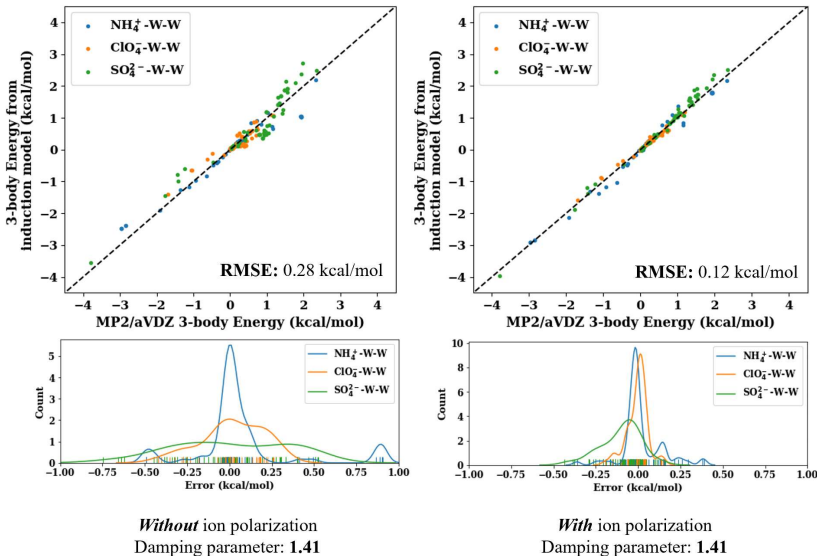 NH₄⁺-W-W
ClO₄⁻-W-W
SO₄²⁻-W-W
3-body Energy from
induction model (kcal/mol)
4
3
2
1
0
−1
−2
−3
−4
RMSE: 0.28 kcal/mol
−4 −3 −2 −1 0 1 2 3 4
MP2/aVDZ 3-body Energy (kcal/mol)
NH₄⁺-W-W
ClO₄⁻-W-W
SO₄²⁻-W-W
3-body Energy from
induction model (kcal/mol)
4
3
2
1
0
−1
−2
−3
−4
RMSE: 0.12 kcal/mol
−4 −3 −2 −1 0 1 2 3 4
MP2/aVDZ 3-body Energy (kcal/mol)
NH₄⁺-W-W
ClO₄⁻-W-W
SO₄²⁻-W-W
Count
5
4
3
2
1
0
−1.00 −0.75 −0.50 −0.25 0.00 0.25 0.50 0.75 1.00
Error (kcal/mol)
NH₄⁺-W-W
ClO₄⁻-W-W
SO₄²⁻-W-W
Count
10
8
6
4
2
0
−1.00 −0.75 −0.50 −0.25 0.00 0.25 0.50 0.75 1.00
Error (kcal/mol)
Without ion polarization
Damping parameter: 1.41
With ion polarization
Damping parameter: 1.41